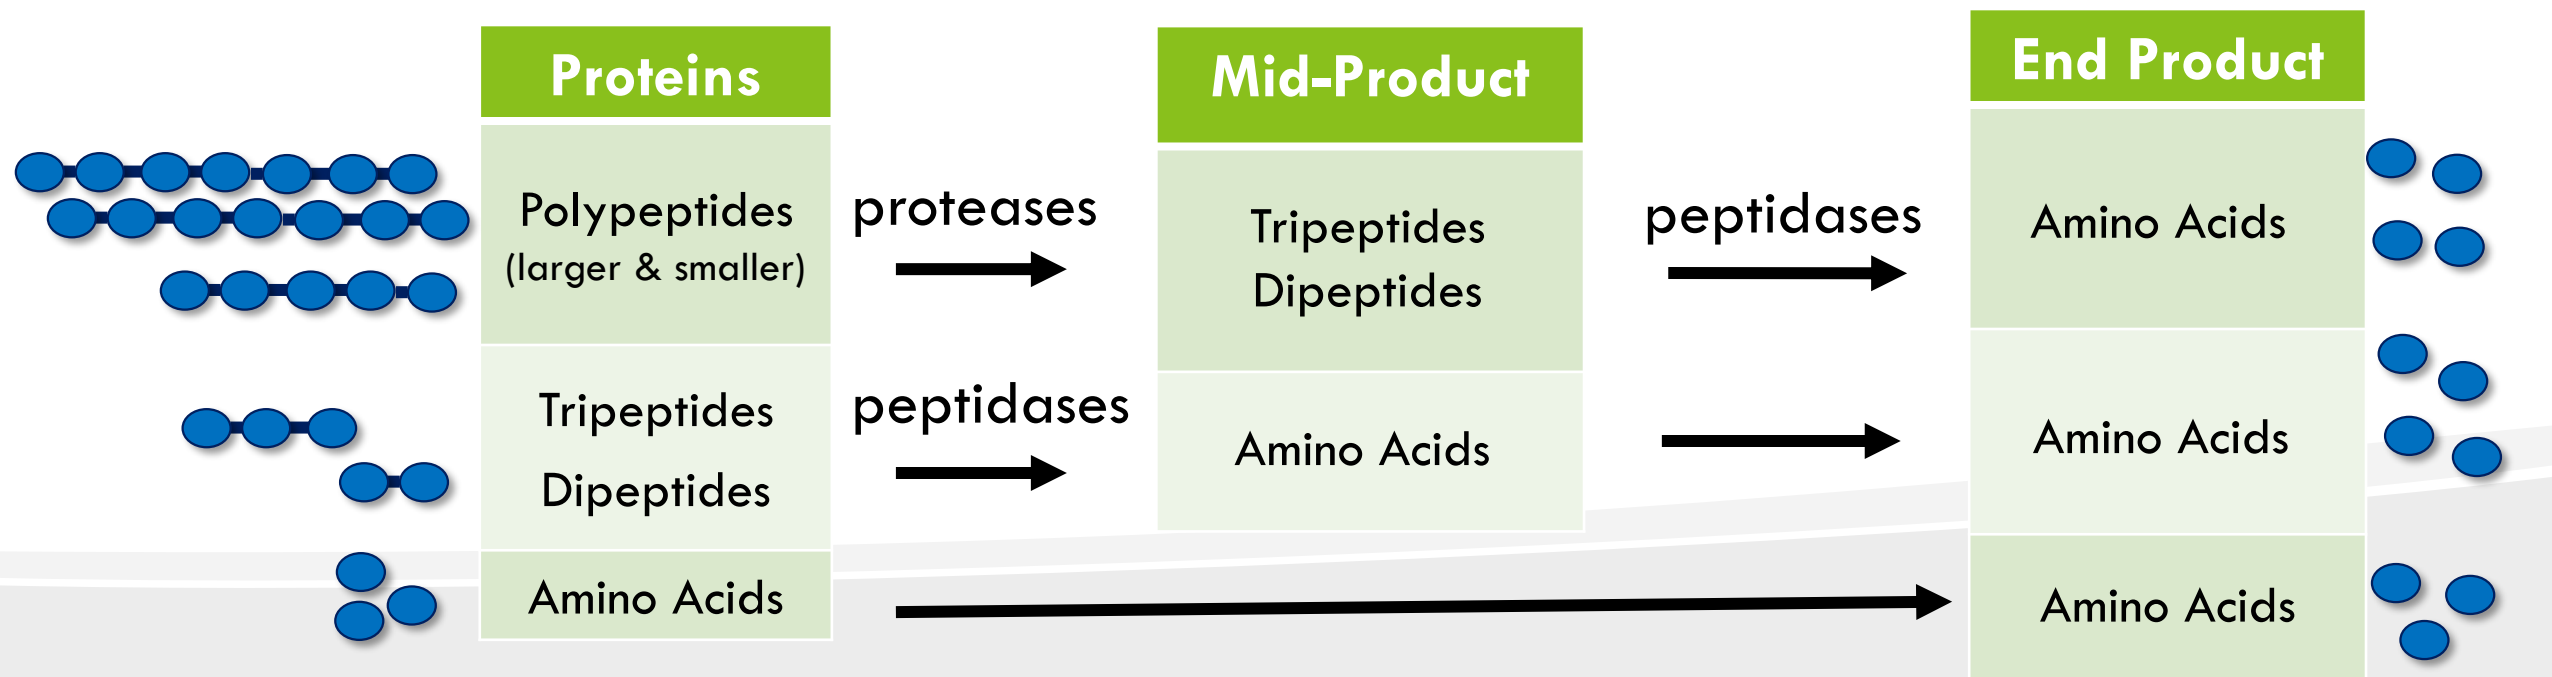 Proteins
Mid-Product
End Product
Polypeptides
(larger & smaller)
proteases
Tripeptides
Dipeptides
peptidases
Amino Acids
Tripeptides
Dipeptides
peptidases
Amino Acids
Amino Acids
Amino Acids
Amino Acids